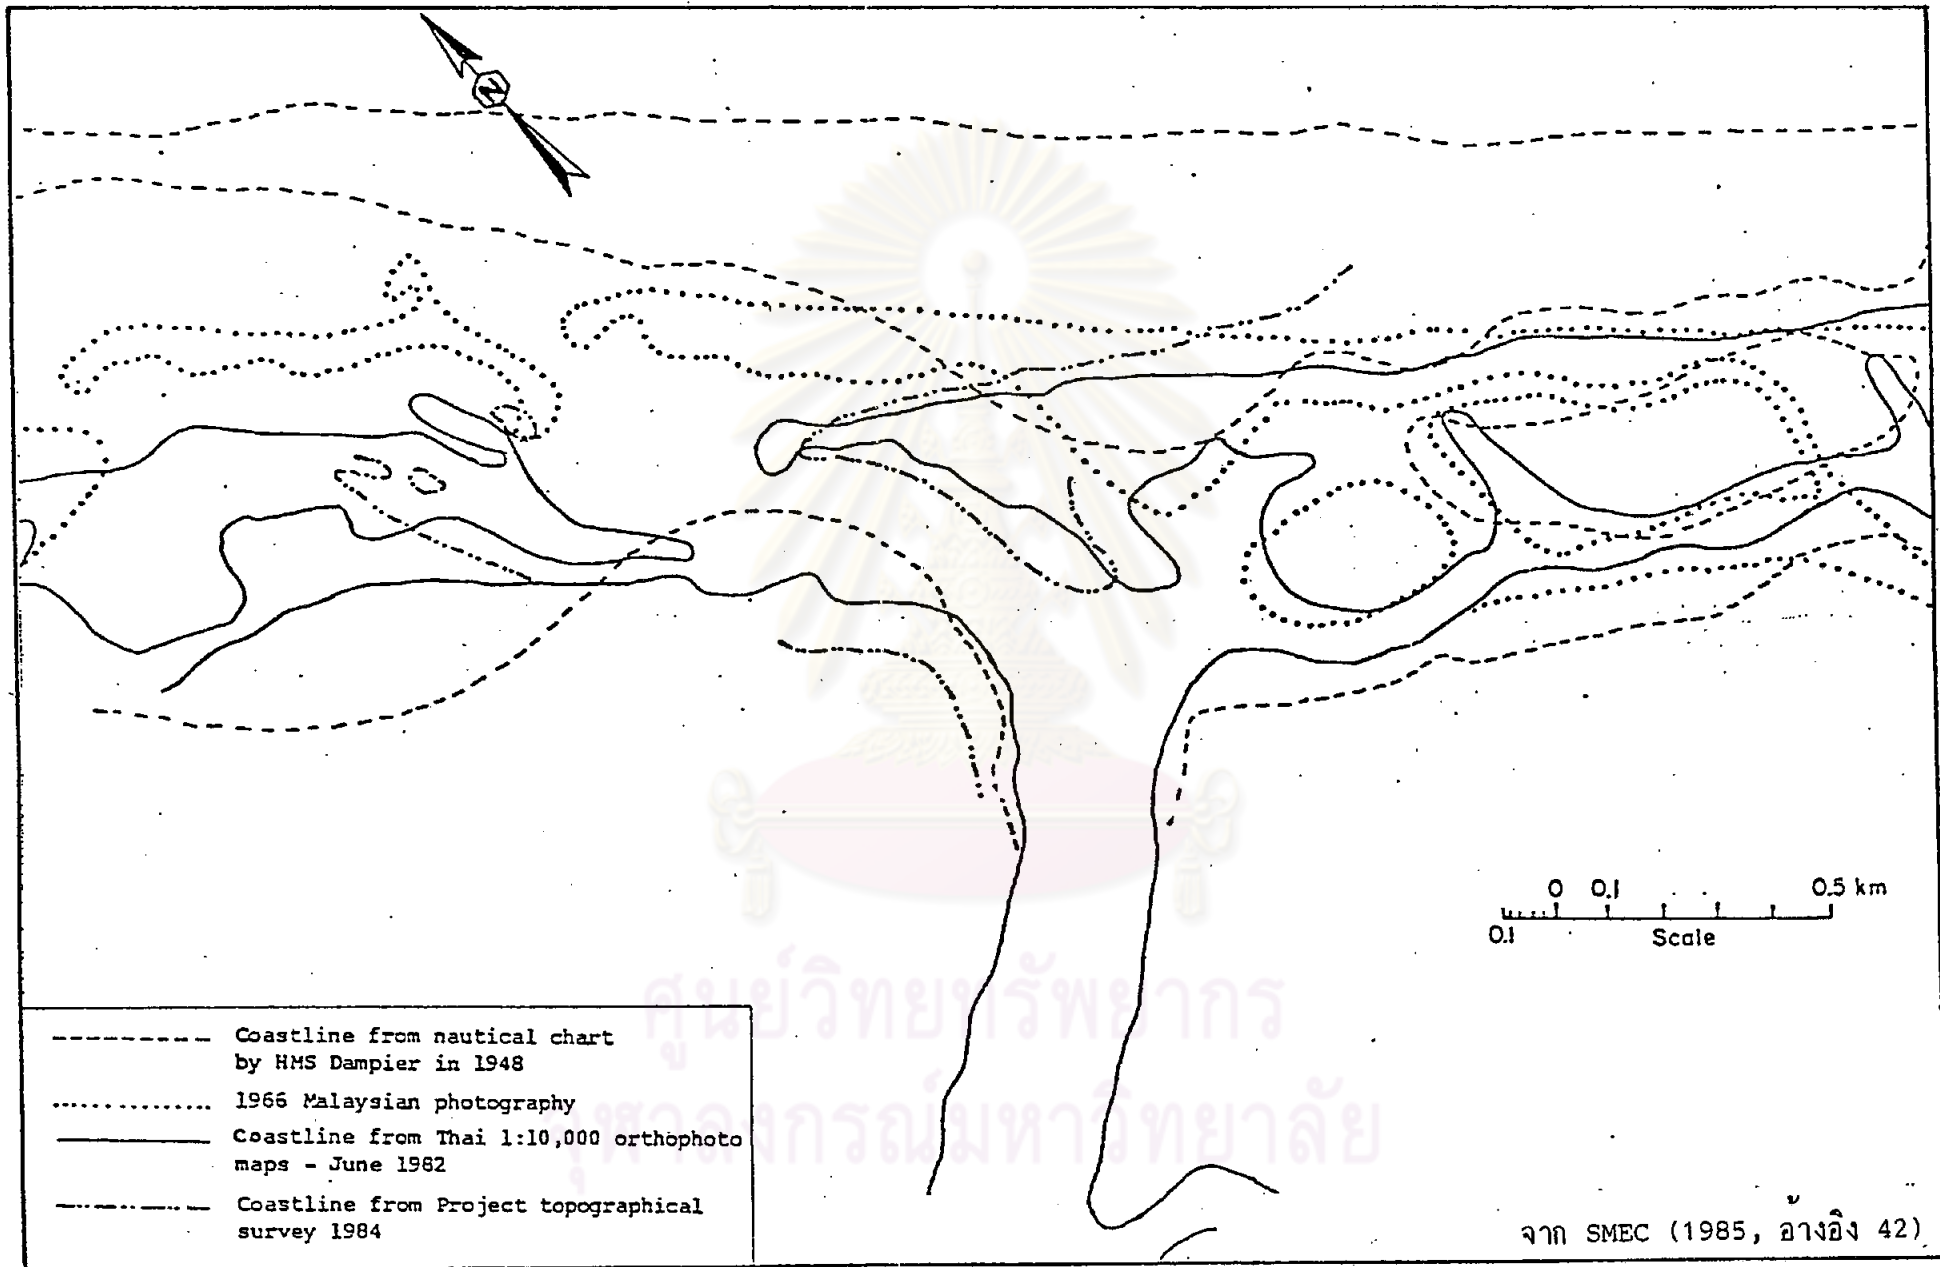 N
0 0.1 0.5 km
0.1 Scale
ศูนย์วิทยทรัพยากร
จุฬาลงกรณ์มหาวิทยาลัย
Coastline from nautical chart
by HMS Dampier in 1948
1966 Malaysian photography
Coastline from Thai 1:10,000 orthophoto
maps - June 1982
Coastline from Project topographical
survey 1984
จาก SMEC (1985, อ้างอิง 42)